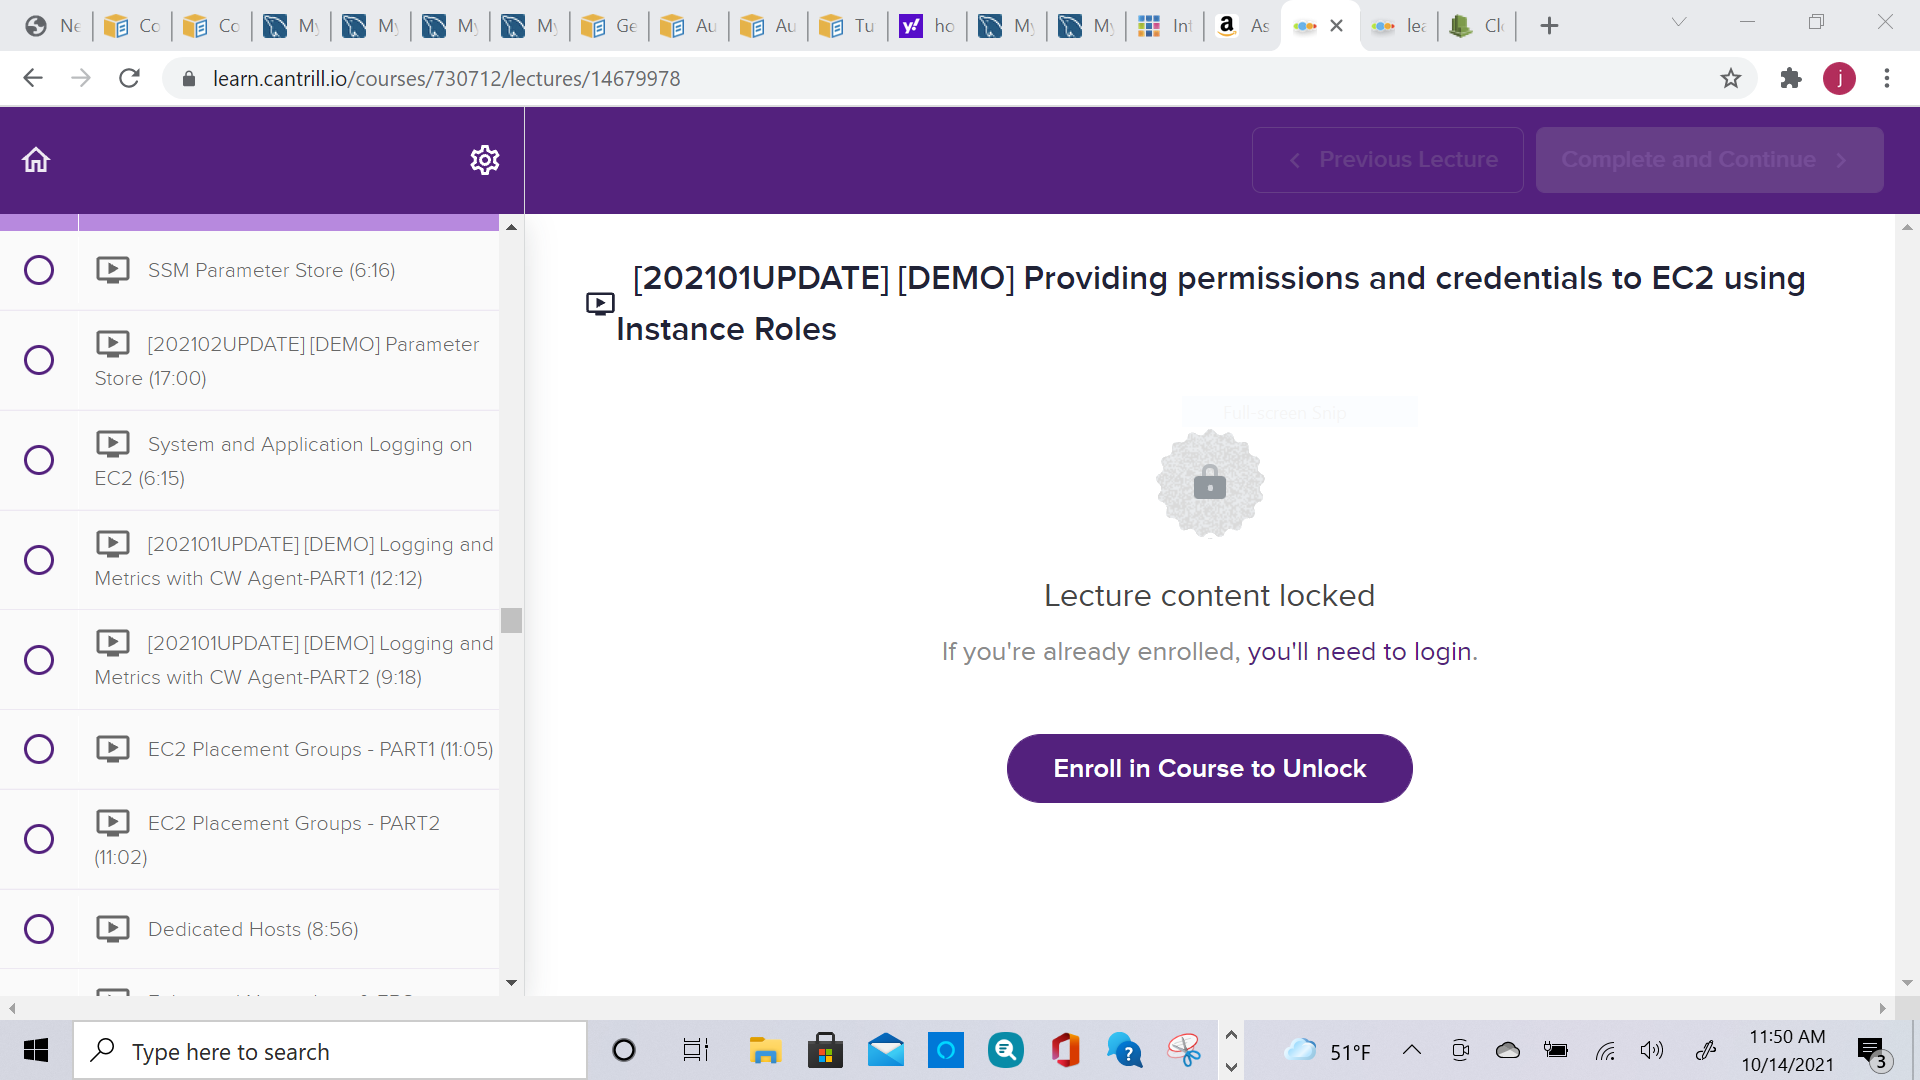 Ne
Co
Co
My
My
My
My
Ge
Au
Au
Tu
ho
My
My
Int
As
lea
Clo
learn.cantrill.io/courses/730712/lectures/14679978
j
Previous Lecture
Complete and Continue
SSM Parameter Store (6:16)
[202102UPDATE] [DEMO] Parameter
Store (17:00)
System and Application Logging on
EC2 (6:15)
[202101UPDATE] [DEMO] Logging and
Metrics with CW Agent-PART1 (12:12)
[202101UPDATE] [DEMO] Logging and
Metrics with CW Agent-PART2 (9:18)
EC2 Placement Groups - PART1 (11:05)
EC2 Placement Groups - PART2
(11:02)
Dedicated Hosts (8:56)
[202101UPDATE] [DEMO] Providing permissions and credentials to EC2 using
Instance Roles
Full-screen Snip
Lecture content locked
If you're already enrolled, you'll need to login.
Enroll in Course to Unlock
Type here to search
51°F
11:50 AM
10/14/2021
3